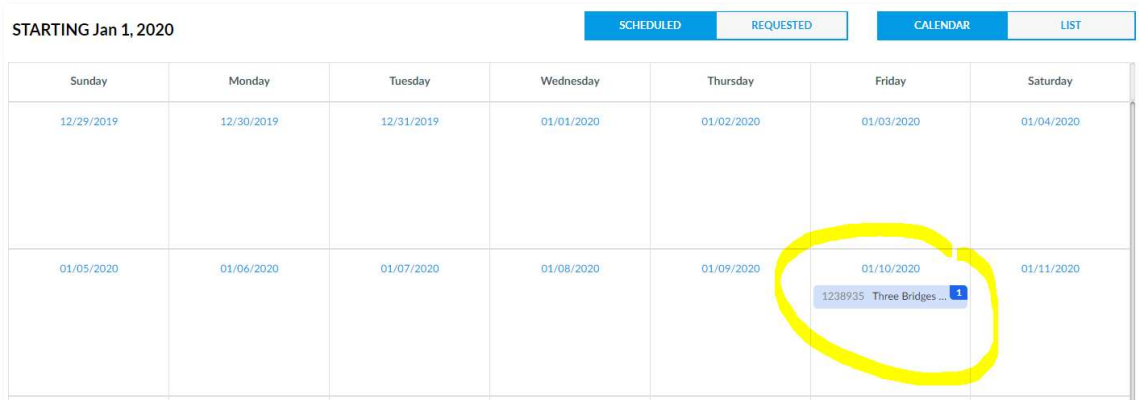 STARTING Jan 1, 2020
SCHEDULED REQUESTED CALENDAR LIST
Sunday Monday Tuesday Wednesday Thursday Friday Saturday
12/29/2019 12/30/2019 12/31/2019 01/01/2020 01/02/2020 01/03/2020 01/04/2020
01/05/2020 01/06/2020 01/07/2020 01/08/2020 01/09/2020 01/10/2020 01/11/2020
1238935 Three Bridges ... 1